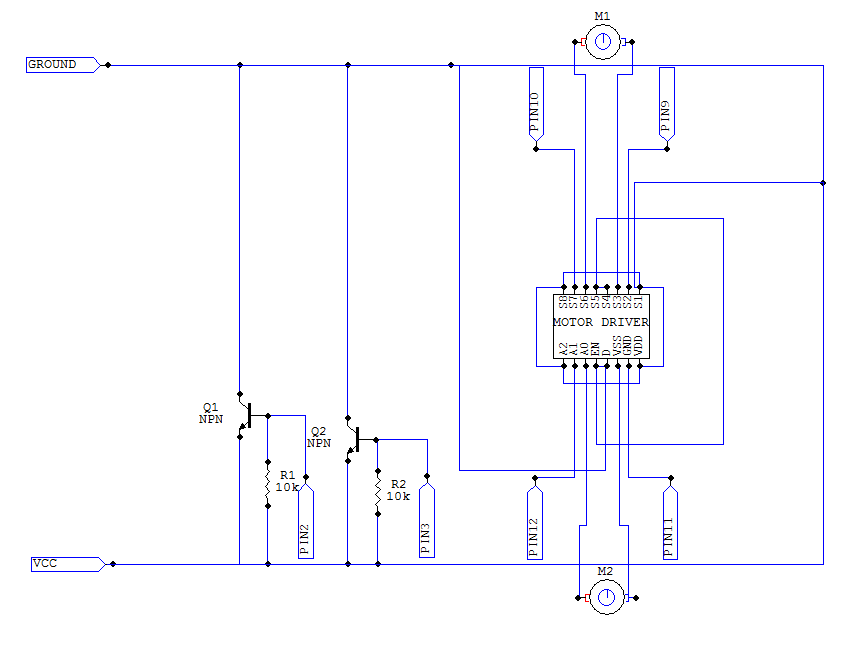 M1
GROUND
PIN10
PIN9
S8 S7 S6 S5 S4 S3 S2 S1
MOTOR DRIVER
A2 A1 A0 EN D VSS GND VDD
Q1
NPN
Q2
NPN
R1
10k
R2
10k
PIN2
PIN3
PIN12
PIN11
VCC
M2